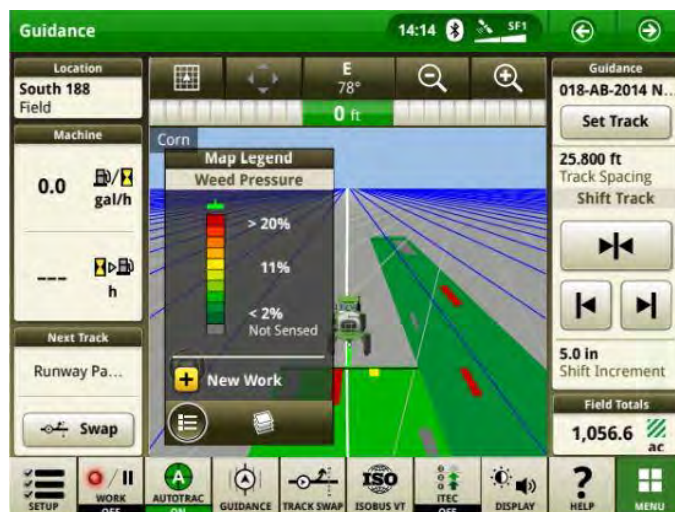 Guidance
14:14
SF1
Location
South 188
Field
Machine
0.0
gal/h
---
h
Next Track
Runway Pa...
Swap
E
78°
0 ft
Corn
Map Legend
Weed Pressure
> 20%
11%
< 2%
Not Sensed
New Work
Guidance
018-AB-2014 N...
Set Track
25.800 ft
Track Spacing
Shift Track
5.0 in
Shift Increment
Field Totals
1,056.6
ac
SETUP
WORK
OFF
AUTOTRAC
ON
GUIDANCE
TRACK SWAP
ISO
ISOBUS VT
ITEC
OFF
DISPLAY
HELP
MENU